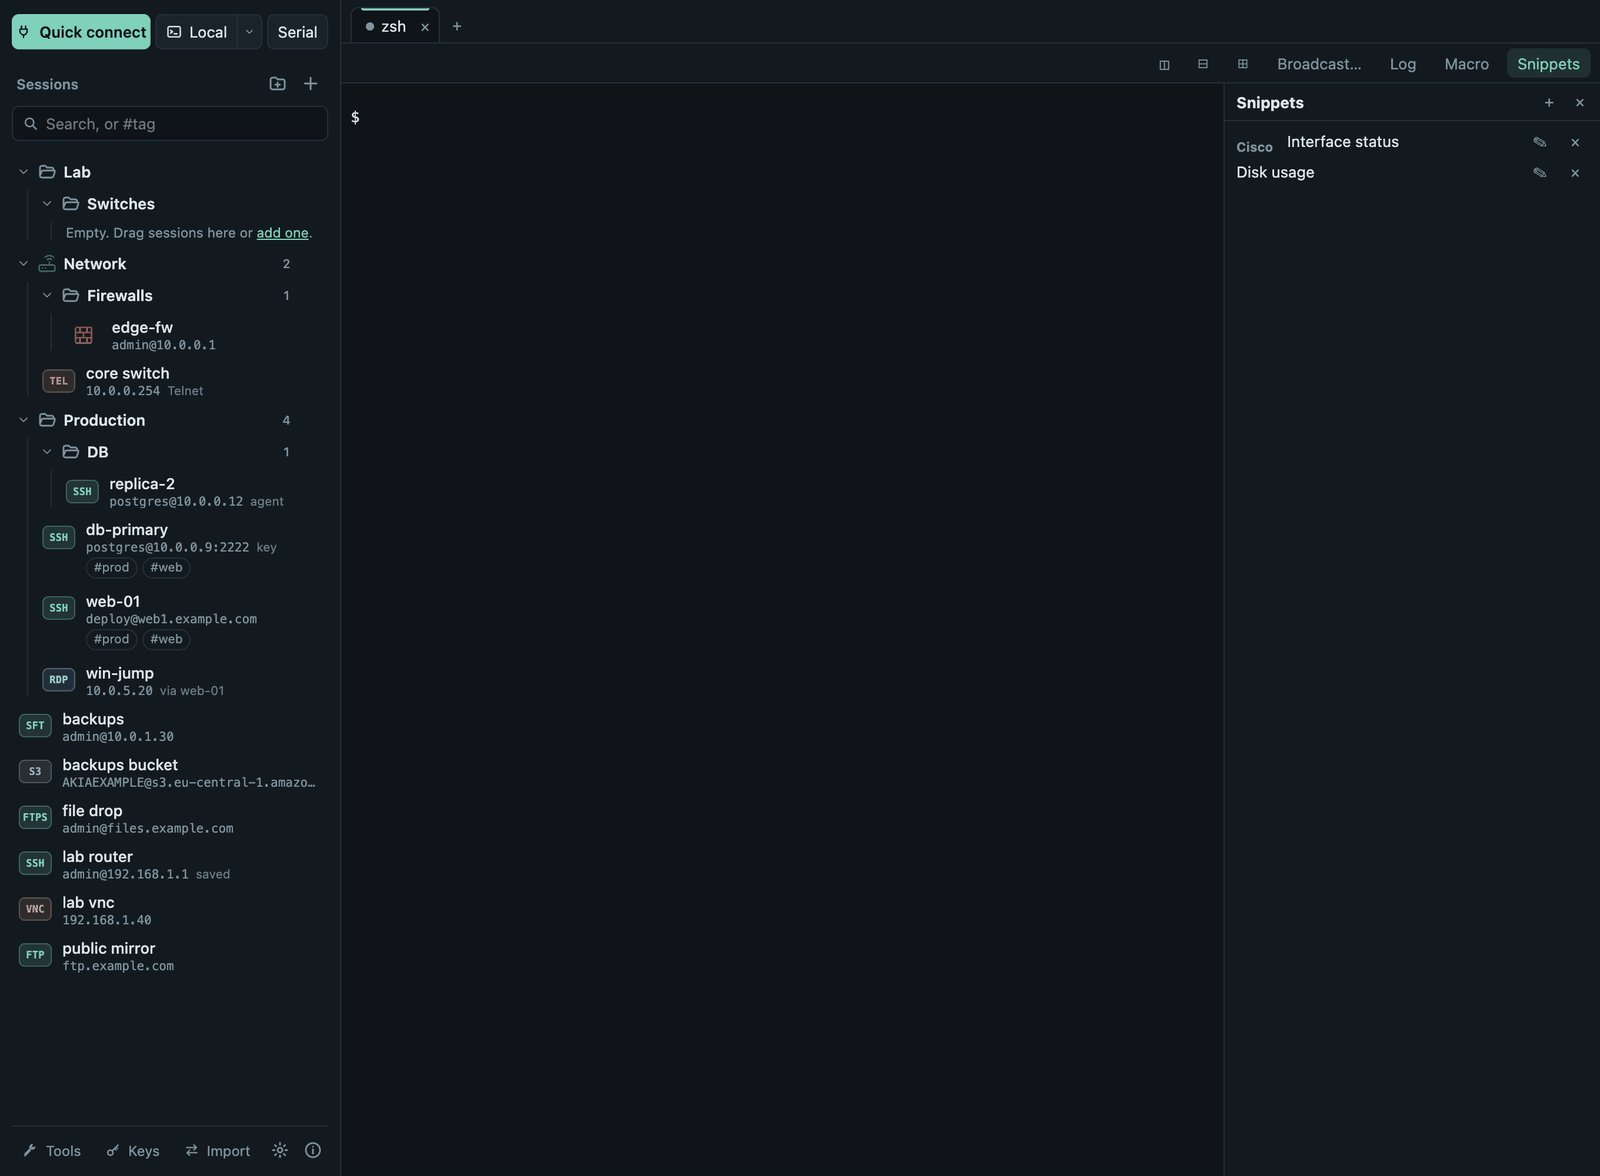 Quick connect
Local
Serial
zsh
Broadcast...
Log
Macro
Snippets
Sessions
Search, or #tag
Lab
Switches
Empty. Drag sessions here or add one.
Network 2
Firewalls 1
edge-fw
admin@10.0.0.1
TEL
core switch
10.0.0.254 Telnet
Production 4
DB 1
SSH
replica-2
postgres@10.0.0.12 agent
SSH
db-primary
postgres@10.0.0.9:2222 key
#prod #web
SSH
web-01
deploy@web1.example.com
#prod #web
RDP
win-jump
10.0.5.20 via web-01
SFT
backups
admin@10.0.1.30
S3
backups bucket
AKIAEXAMPLE@s3.eu-central-1.amazo…
FTPS
file drop
admin@files.example.com
SSH
lab router
admin@192.168.1.1 saved
VNC
lab vnc
192.168.1.40
FTP
public mirror
ftp.example.com
Tools
Keys
Import
$
Snippets
Cisco Interface status
Disk usage